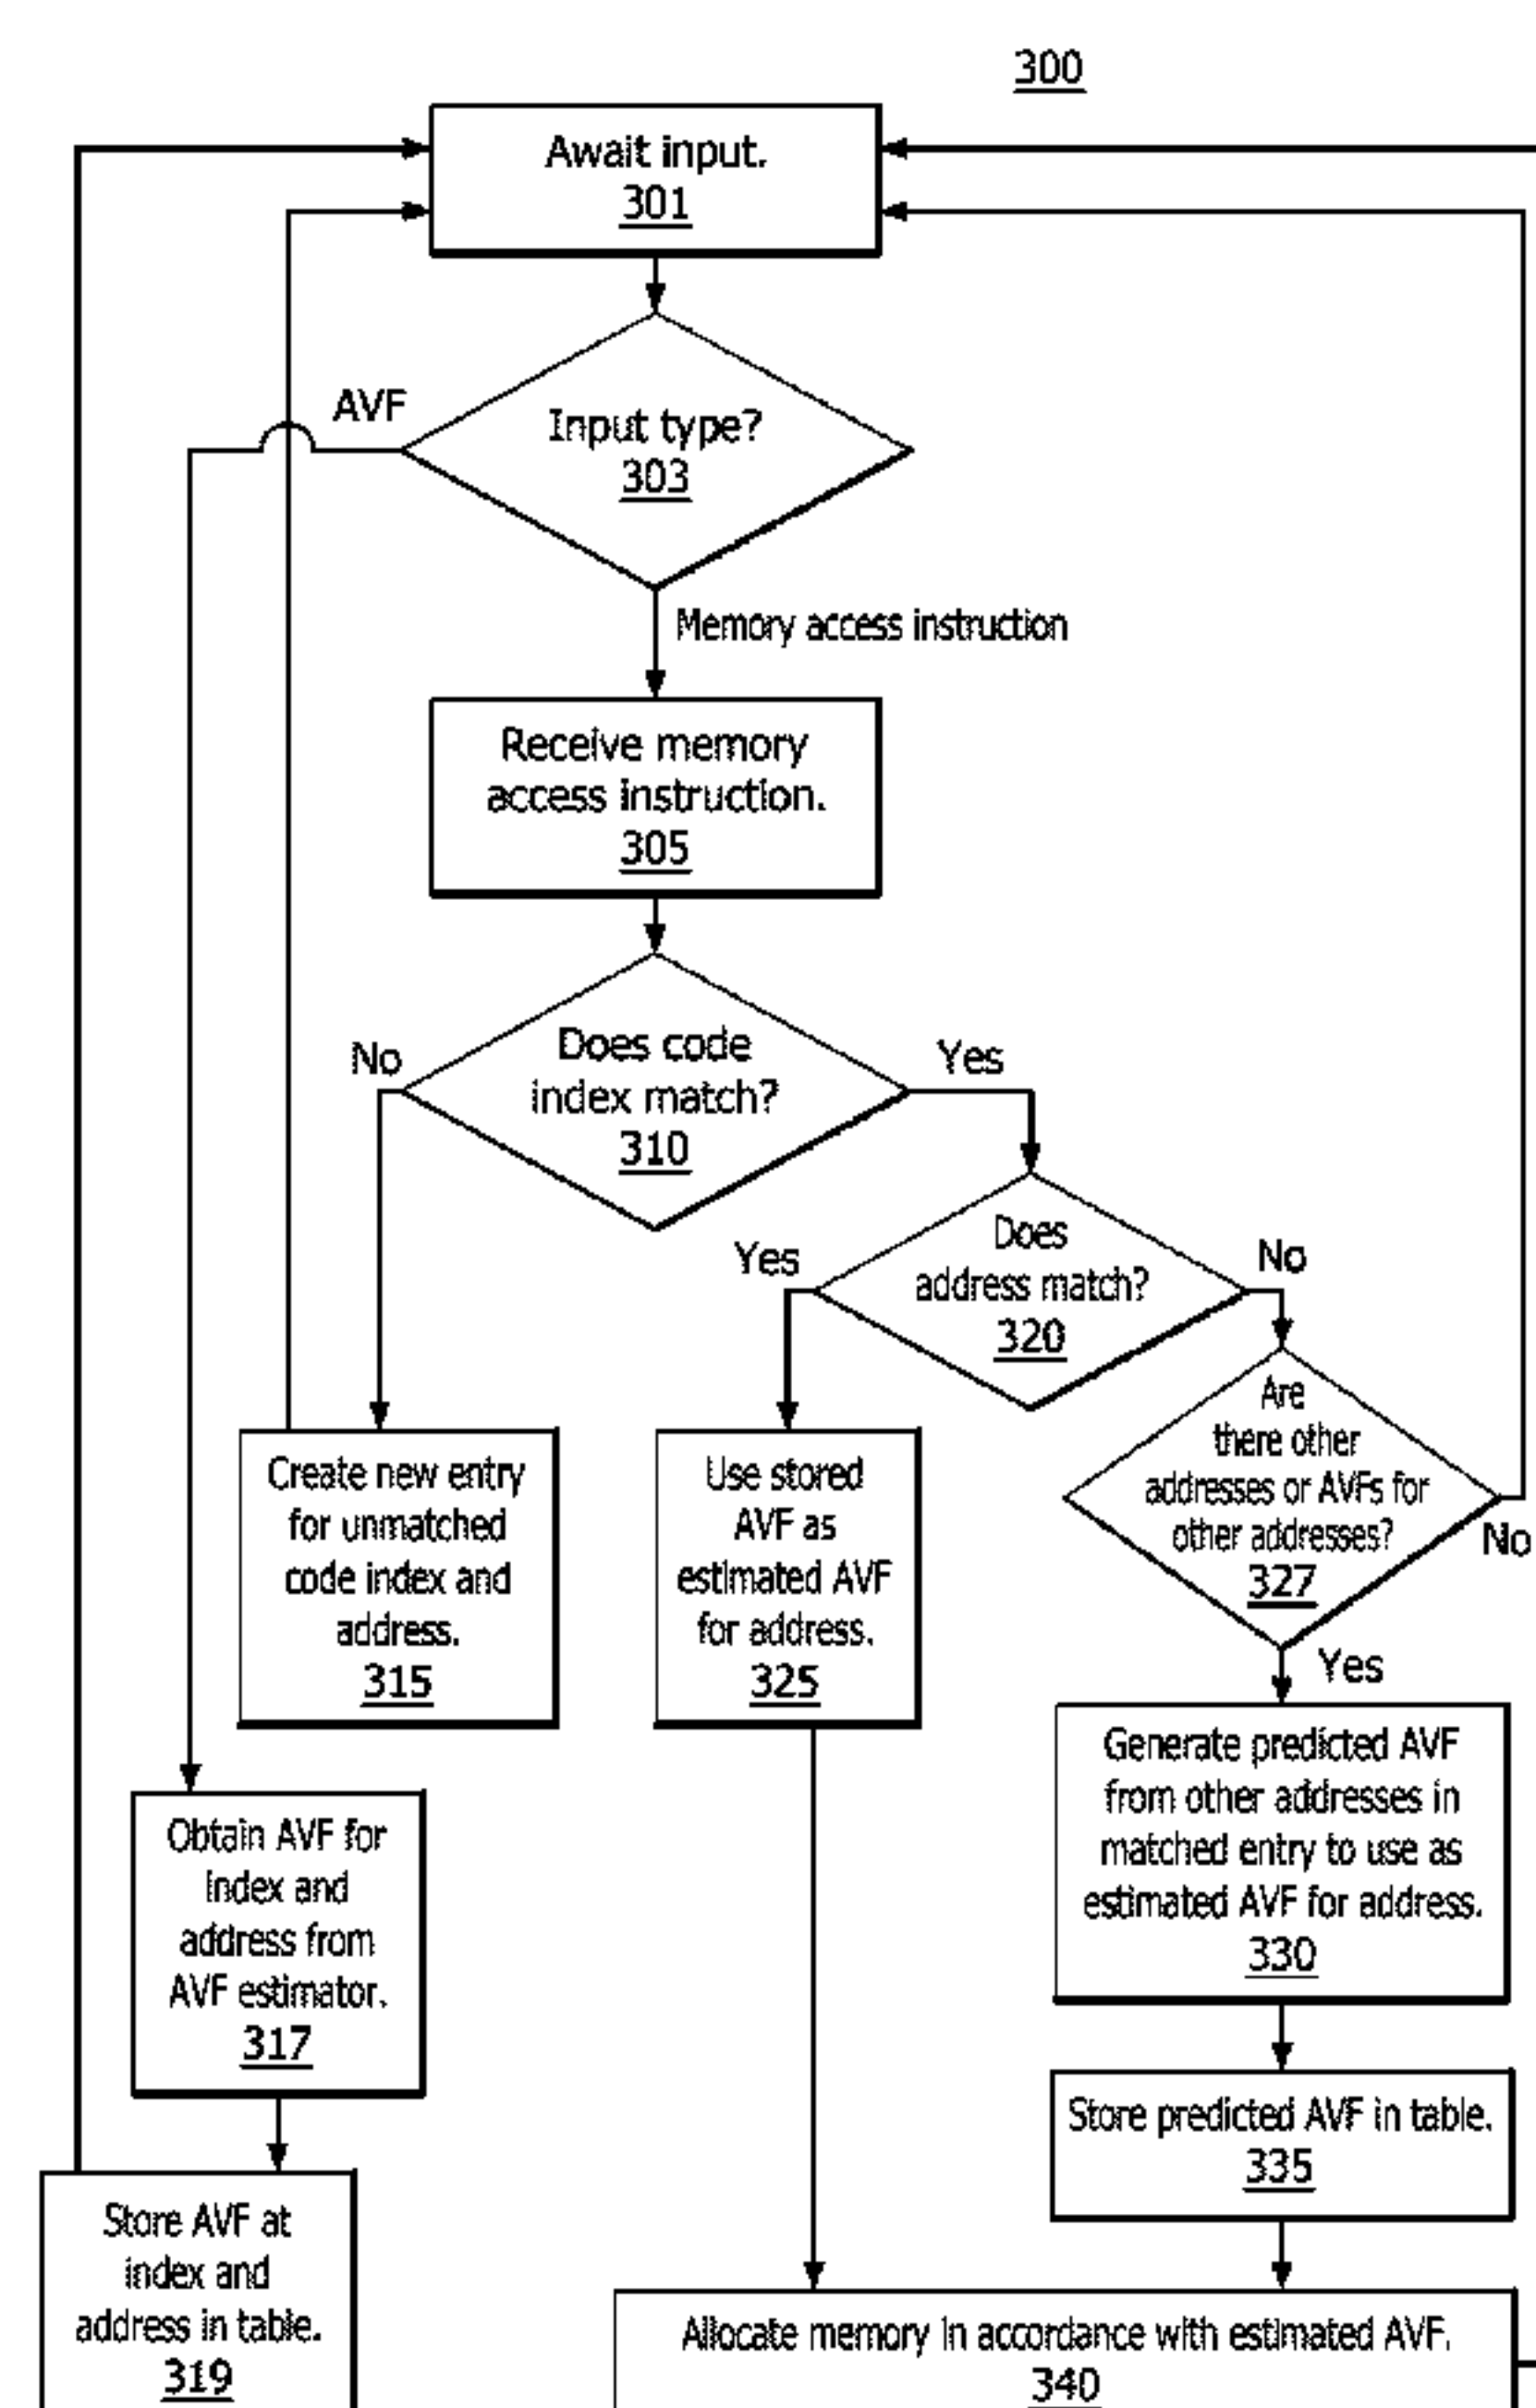 300
Await input.
301
AVF
Input type?
303
Memory access instruction
Receive memory
access instruction.
305
No
Does code
index match?
310
Yes
Yes
Does
address match?
320
No
Are
there other
addresses or AVFs for
other addresses?
327
No
Yes
Create new entry
for unmatched
code index and
address.
315
Use stored
AVF as
estimated AVF
for address.
325
Generate predicted AVF
from other addresses in
matched entry to use as
estimated AVF for address.
330
Obtain AVF for
index and
address from
AVF estimator.
317
Store predicted AVF in table.
335
Store AVF at
index and
address in table.
319
Allocate memory in accordance with estimated AVF.
340